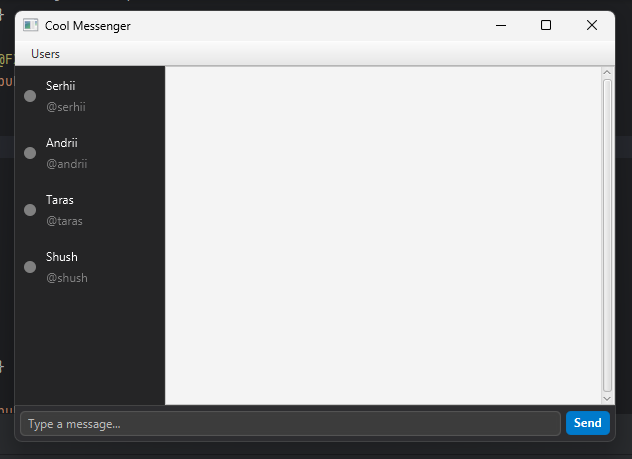 Cool Messenger
Users
Serhii
@serhii
Andrii
@andrii
Taras
@taras
Shush
@shush
Type a message...
Send